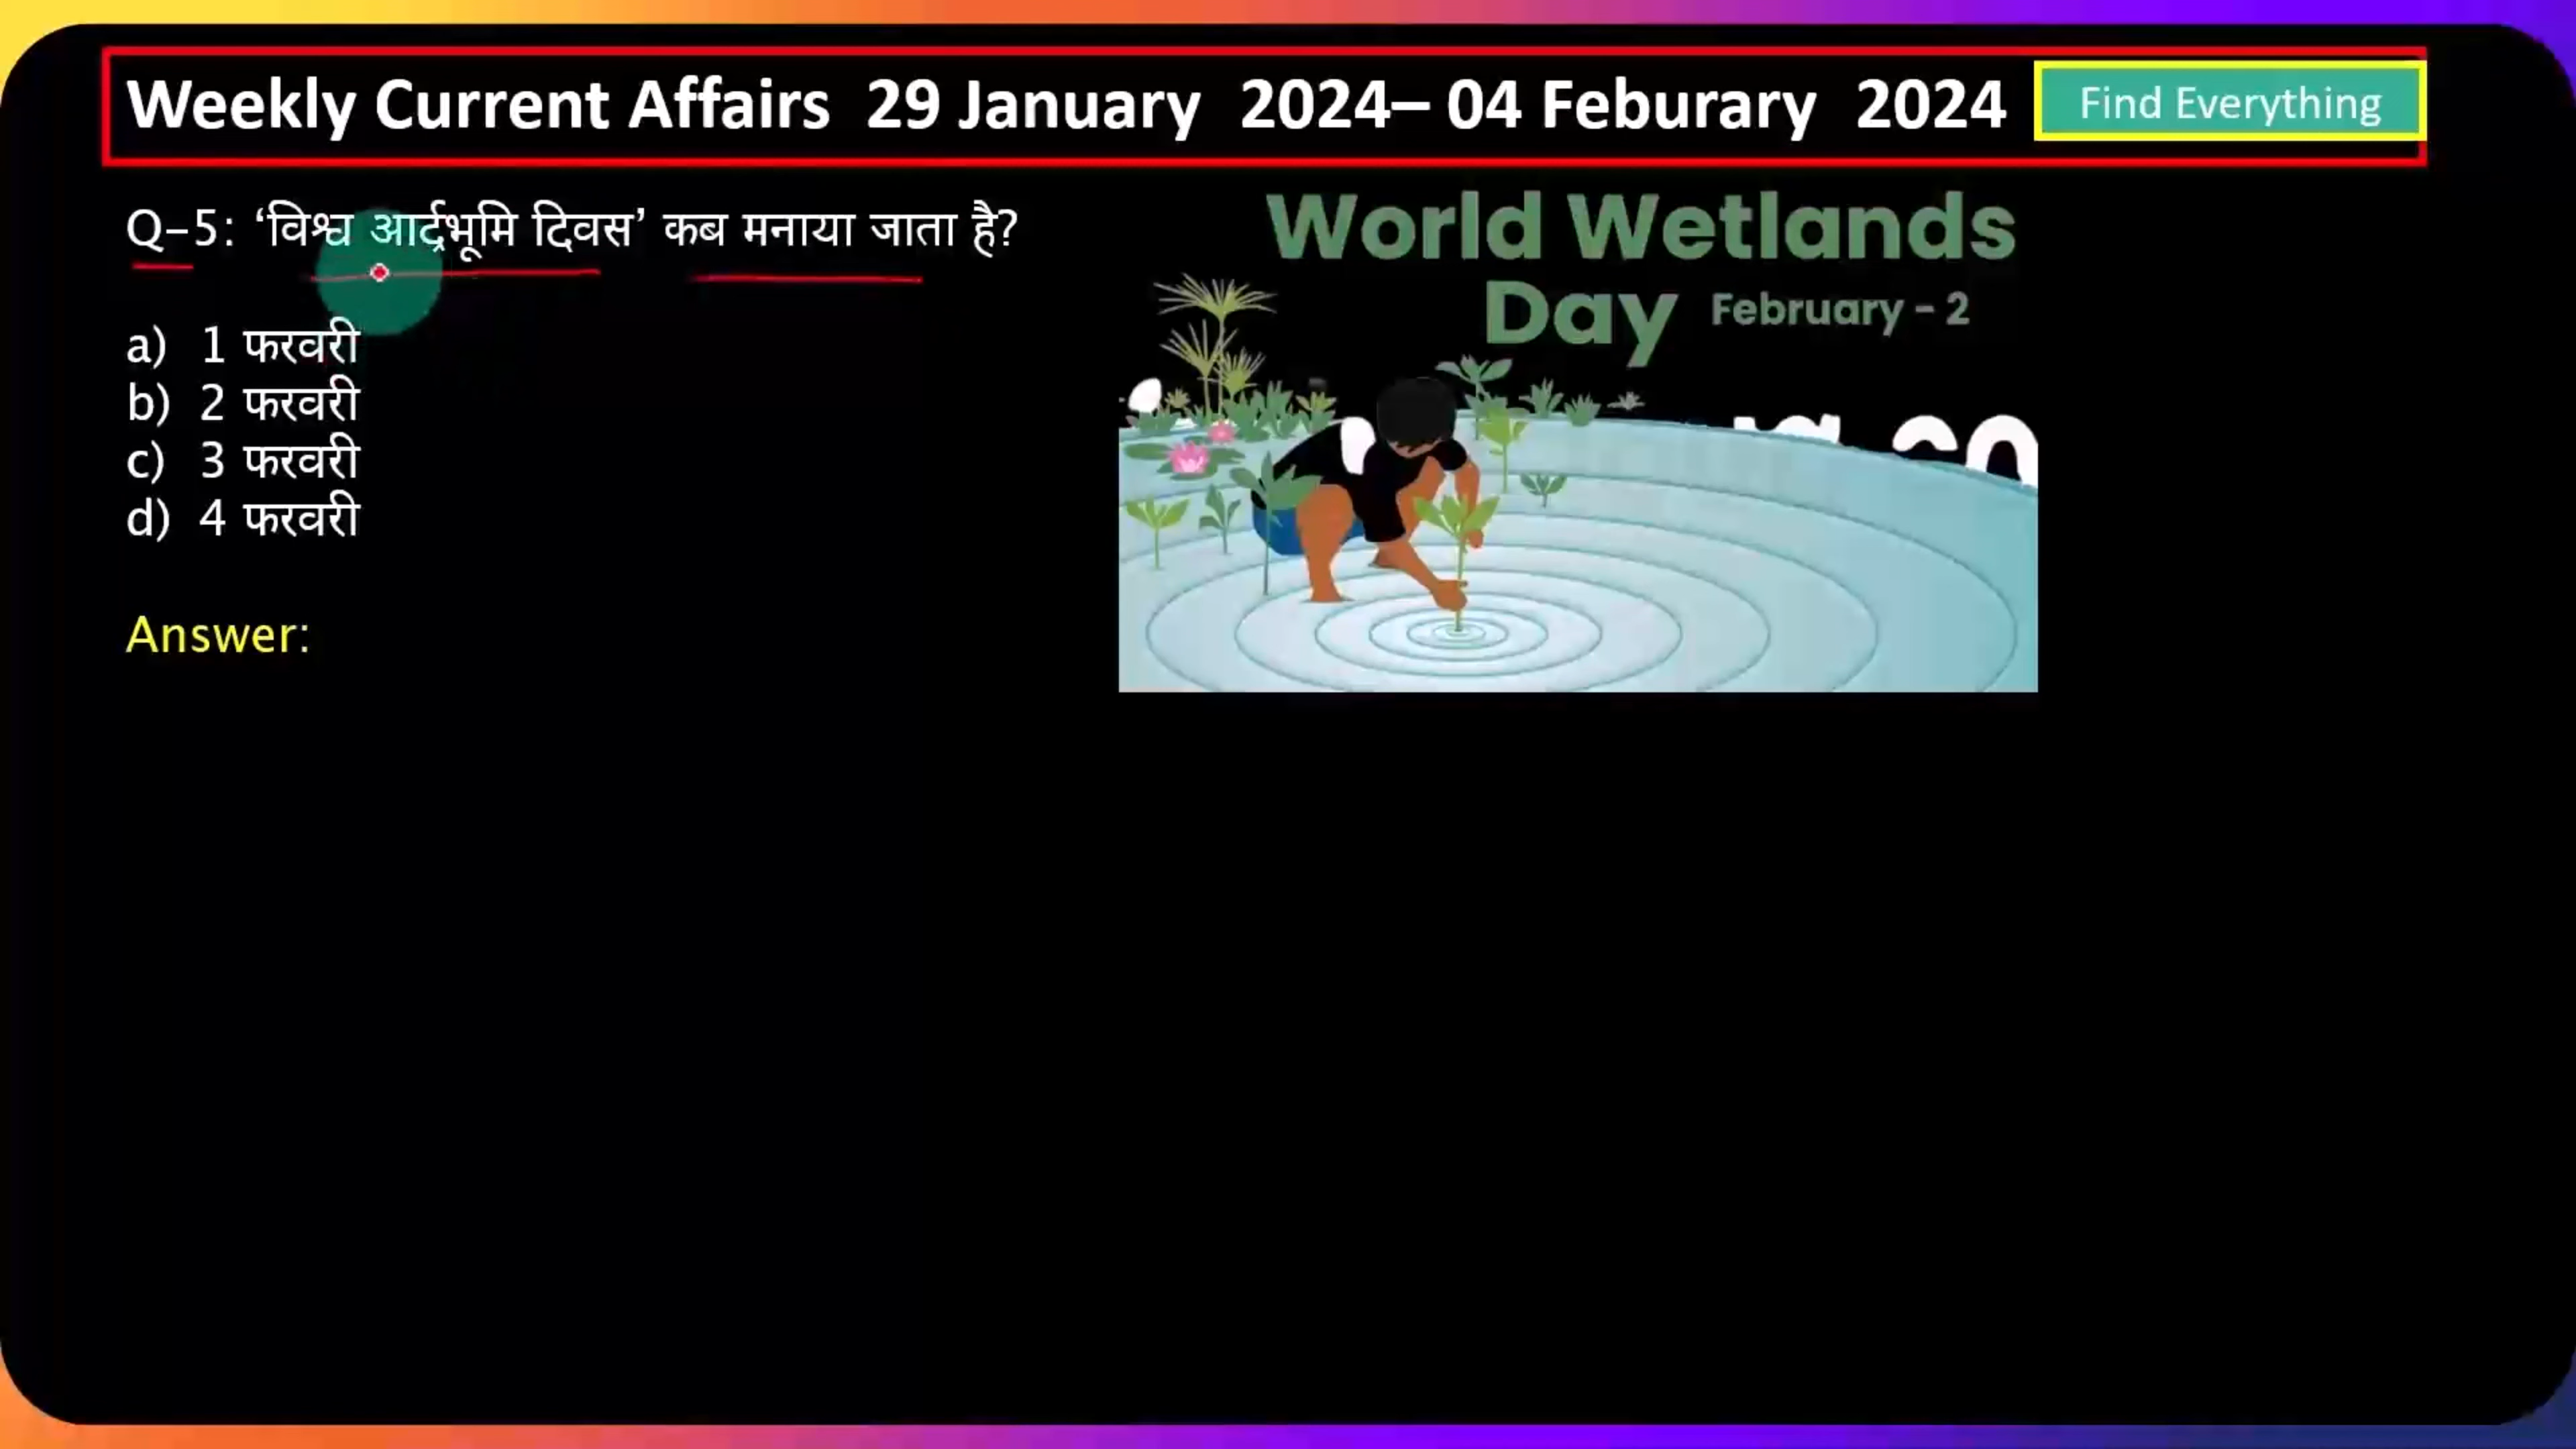 Weekly Current Affairs 29 January 2024– 04 Feburary 2024
Find Everything
Q-5: ‘विश्व आर्द्रभूमि दिवस’ कब मनाया जाता है?
a) 1 फरवरी
b) 2 फरवरी
c) 3 फरवरी
d) 4 फरवरी
Answer:
World Wetlands
Day February - 2